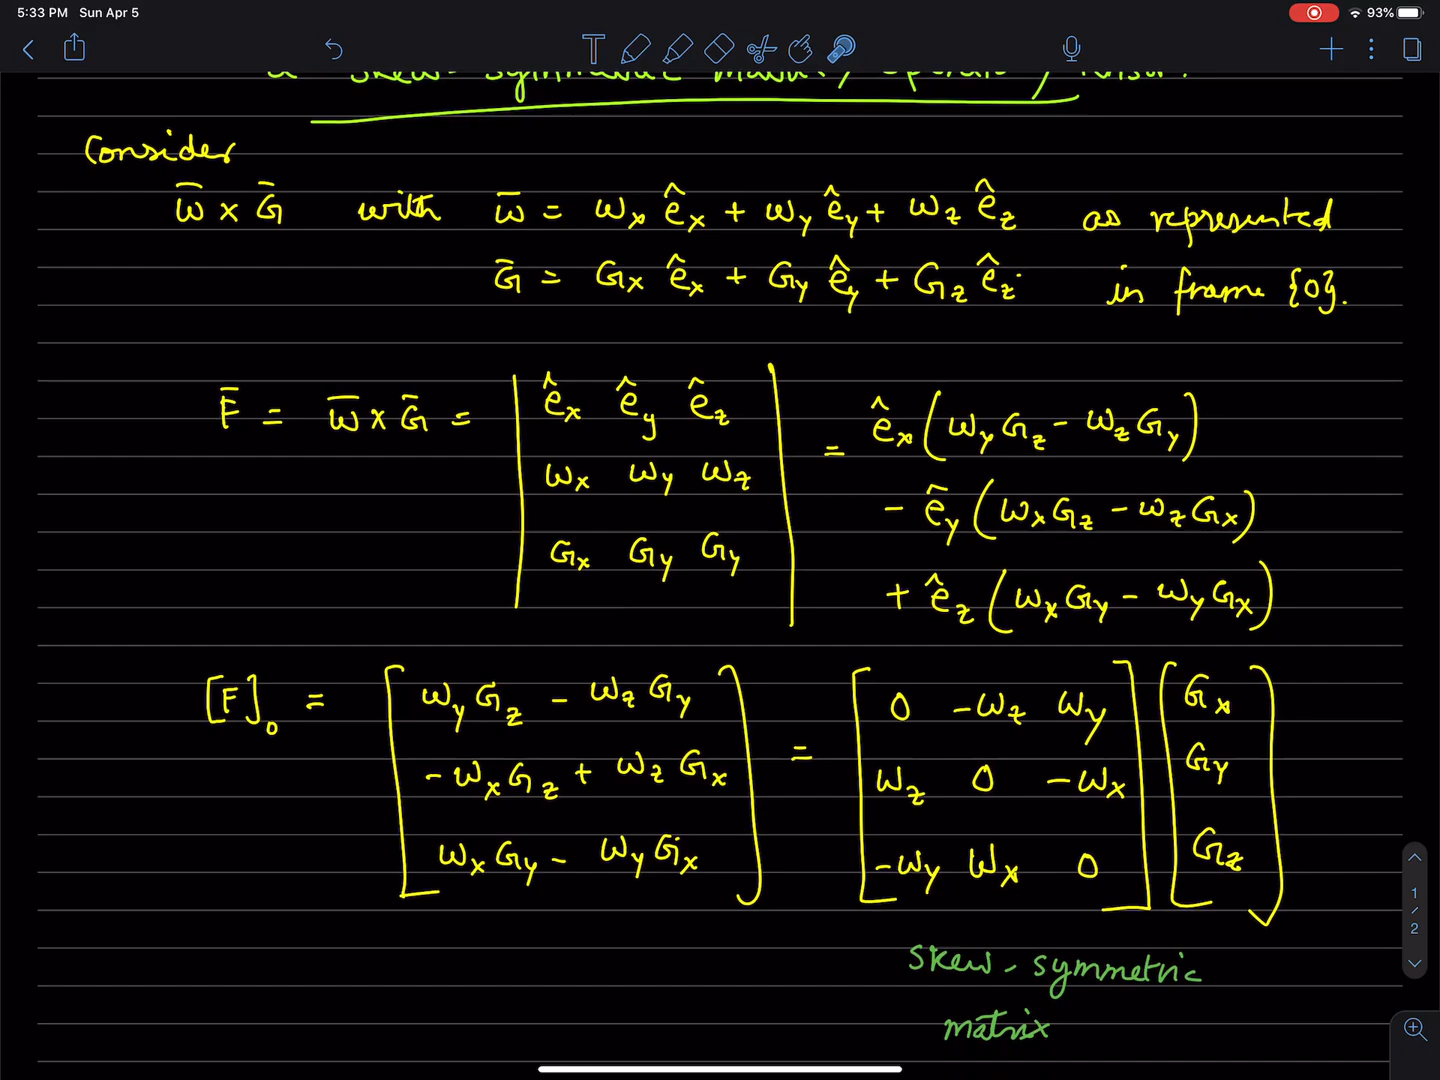 5:33 PM Sun Apr 5 93%
a skew-symmetric
Consider
ω̄ × Ḡ with ω̄ = ωx êx + ωy êy + ωz êz as represented
Ḡ = Gx êx + Gy êy + Gz êz in frame {0}.
F̄ = ω̄ × Ḡ = | êx êy êz | = êx (ωy Gz - ωz Gy)
| ωx ωy ωz | - êy (ωx Gz - ωz Gx)
| Gx Gy Gy | + êz (ωx Gy - ωy Gx)
[F]₀ = [ ωy Gz - ωz Gy ] = [ 0 -ωz ωy ] [ Gx ]
[ -ωx Gz + ωz Gx ] [ ωz 0 -ωx ] [ Gy ]
[ ωx Gy - ωy Gx ] [ -ωy ωx 0 ] [ Gz ]
skew-symmetric
matrix
1
/
2